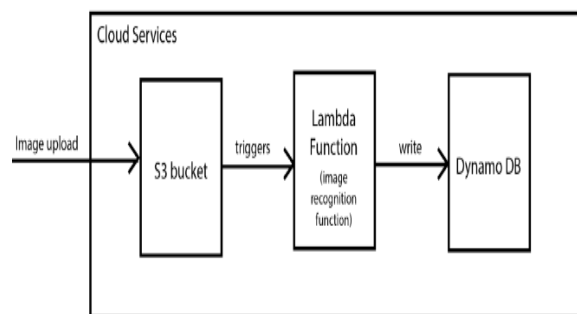 Cloud Services
Image upload
S3 bucket
triggers
Lambda
Function
(image
recognition
function)
write
Dynamo DB